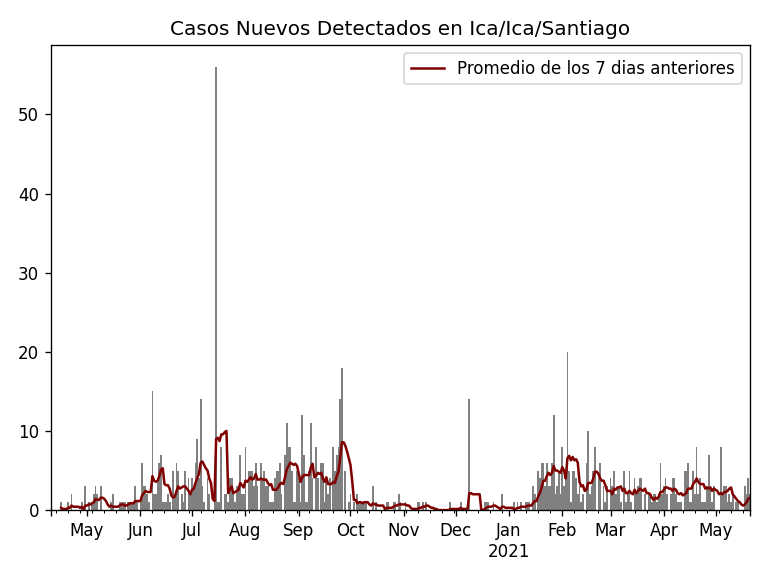 Casos Nuevos Detectados en Ica/Ica/Santiago
Promedio de los 7 dias anteriores
50
40
30
20
10
0
May Jun Jul Aug Sep Oct Nov Dec Jan Feb Mar Apr May
2021